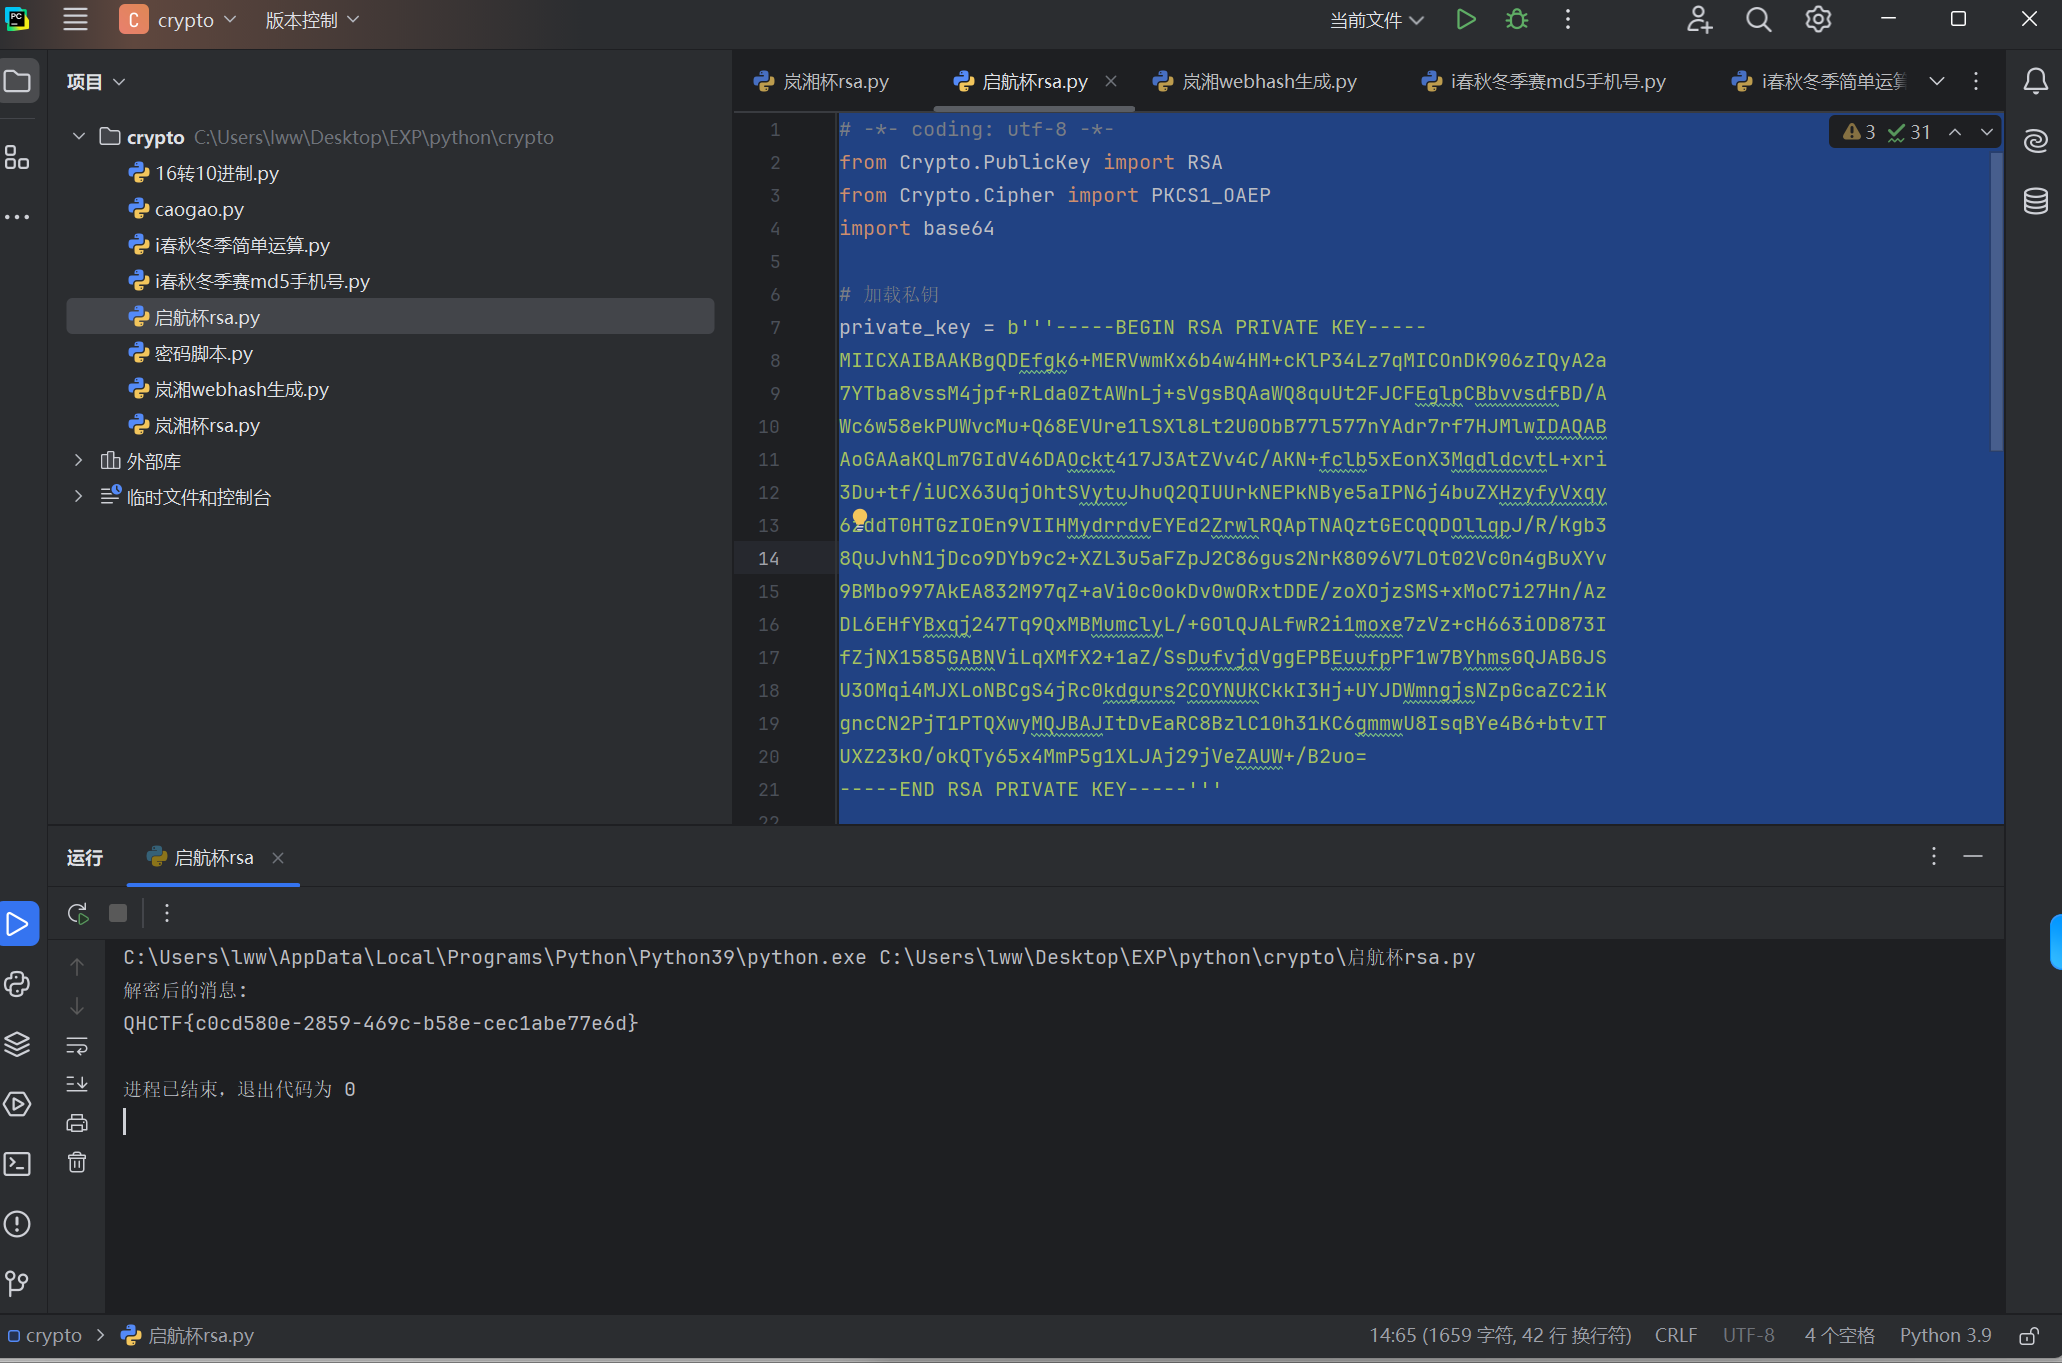 crypto 版本控制 当前文件
项目
crypto C:\Users\lww\Desktop\EXP\python\crypto
16转10进制.py
caogao.py
i春秋冬季简单运算.py
i春秋冬季赛md5手机号.py
启航杯rsa.py
密码脚本.py
岚湘webhash生成.py
岚湘杯rsa.py
外部库
临时文件和控制台
岚湘杯rsa.py 启航杯rsa.py 岚湘webhash生成.py i春秋冬季赛md5手机号.py i春秋冬季简单运算
3 31
1 # -*- coding: utf-8 -*-
2 from Crypto.PublicKey import RSA
3 from Crypto.Cipher import PKCS1_OAEP
4 import base64
5
6 # 加载私钥
7 private_key = b'''-----BEGIN RSA PRIVATE KEY-----
8 MIICXAIBAAKBgQDEfgk6+MERVwmKx6b4w4HM+cKlP34Lz7qMICOnDK906zIQyA2a
9 7YTba8vssM4jpf+RLda0ZtAWnLj+sVgsBQAaWQ8quUt2FJCFEglpCBbvvsdfBD/A
10 Wc6w58ekPUWvcMu+Q68EVUre1lSXl8Lt2U0ObB77l577nYAdr7rf7HJMlwIDAQAB
11 AoGAAaKQLm7GIdV46DAOckt417J3AtZVv4C/AKN+fclb5xEonX3MqdldcvtL+xri
12 3Du+tf/iUCX63UqjOhtSVytuJhuQ2QIUUrkNEPkNBye5aIPN6j4buZXHzyfyVxqy
13 ddT0HTGzIOEn9VIIHMydrrdvEYEd2ZrwlRQApTNAQztGECQQDOllqpJ/R/Kgb3
14 8QuJvhN1jDco9DYb9c2+XZL3u5aFZpJ2C86gus2NrK8096V7LOt02Vc0n4gBuXYv
15 9BMbo997AkEA832M97qZ+aVi0c0okDv0wORxtDDE/zoXOjzSMS+xMoC7i27Hn/Az
16 DL6EHfYBxqj247Tq9QxMBMumclyL/+GOlQJALfwR2i1moxe7zVz+cH663iOD873I
17 fZjNX1585GABNViLqXMfX2+1aZ/SsDufvjdVggEPBEuufpPF1w7BYhmsGQJABGJS
18 U3OMqi4MJXLoNBCgS4jRc0kdgurs2COYNUKCkkI3Hj+UYJDWmngjsNZpGcaZC2iK
19 gncCN2PjT1PTQXwyMQJBAJItDvEaRC8BzlC10h31KC6gmmwU8IsqBYe4B6+btvIT
20 UXZ23kO/okQTy65x4MmP5g1XLJAj29jVeZAUW+/B2uo=
21 -----END RSA PRIVATE KEY-----'''
22
运行 启航杯rsa
C:\Users\lww\AppData\Local\Programs\Python\Python39\python.exe C:\Users\lww\Desktop\EXP\python\crypto\启航杯rsa.py
解密后的消息:
QHCTF{c0cd580e-2859-469c-b58e-cec1abe77e6d}
进程已结束，退出代码为 0
crypto 启航杯rsa.py 14:65 (1659 字符, 42 行 换行符) CRLF UTF-8 4 个空格 Python 3.9